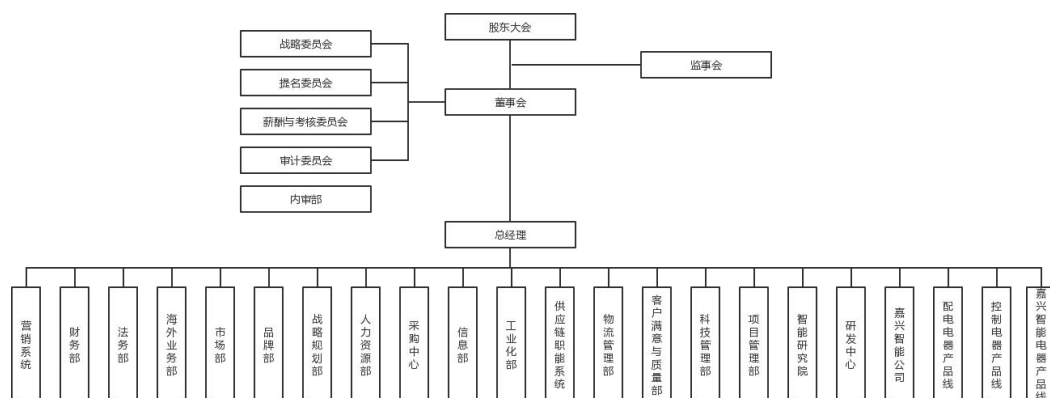 股东大会
战略委员会
监事会
提名委员会
董事会
薪酬与考核委员会
审计委员会
内审部
总经理
营销系统
财务部
法务部
海外业务部
市场部
品牌部
战略规划部
人力资源部
采购中心
信息部
工业化部
供应链职能系统
物流管理部
客户满意与质量部
科技管理部
项目管理部
智能研究院
研发中心
嘉兴智能公司
配电电器产品线
控制电器产品线
嘉兴智能电器产品线